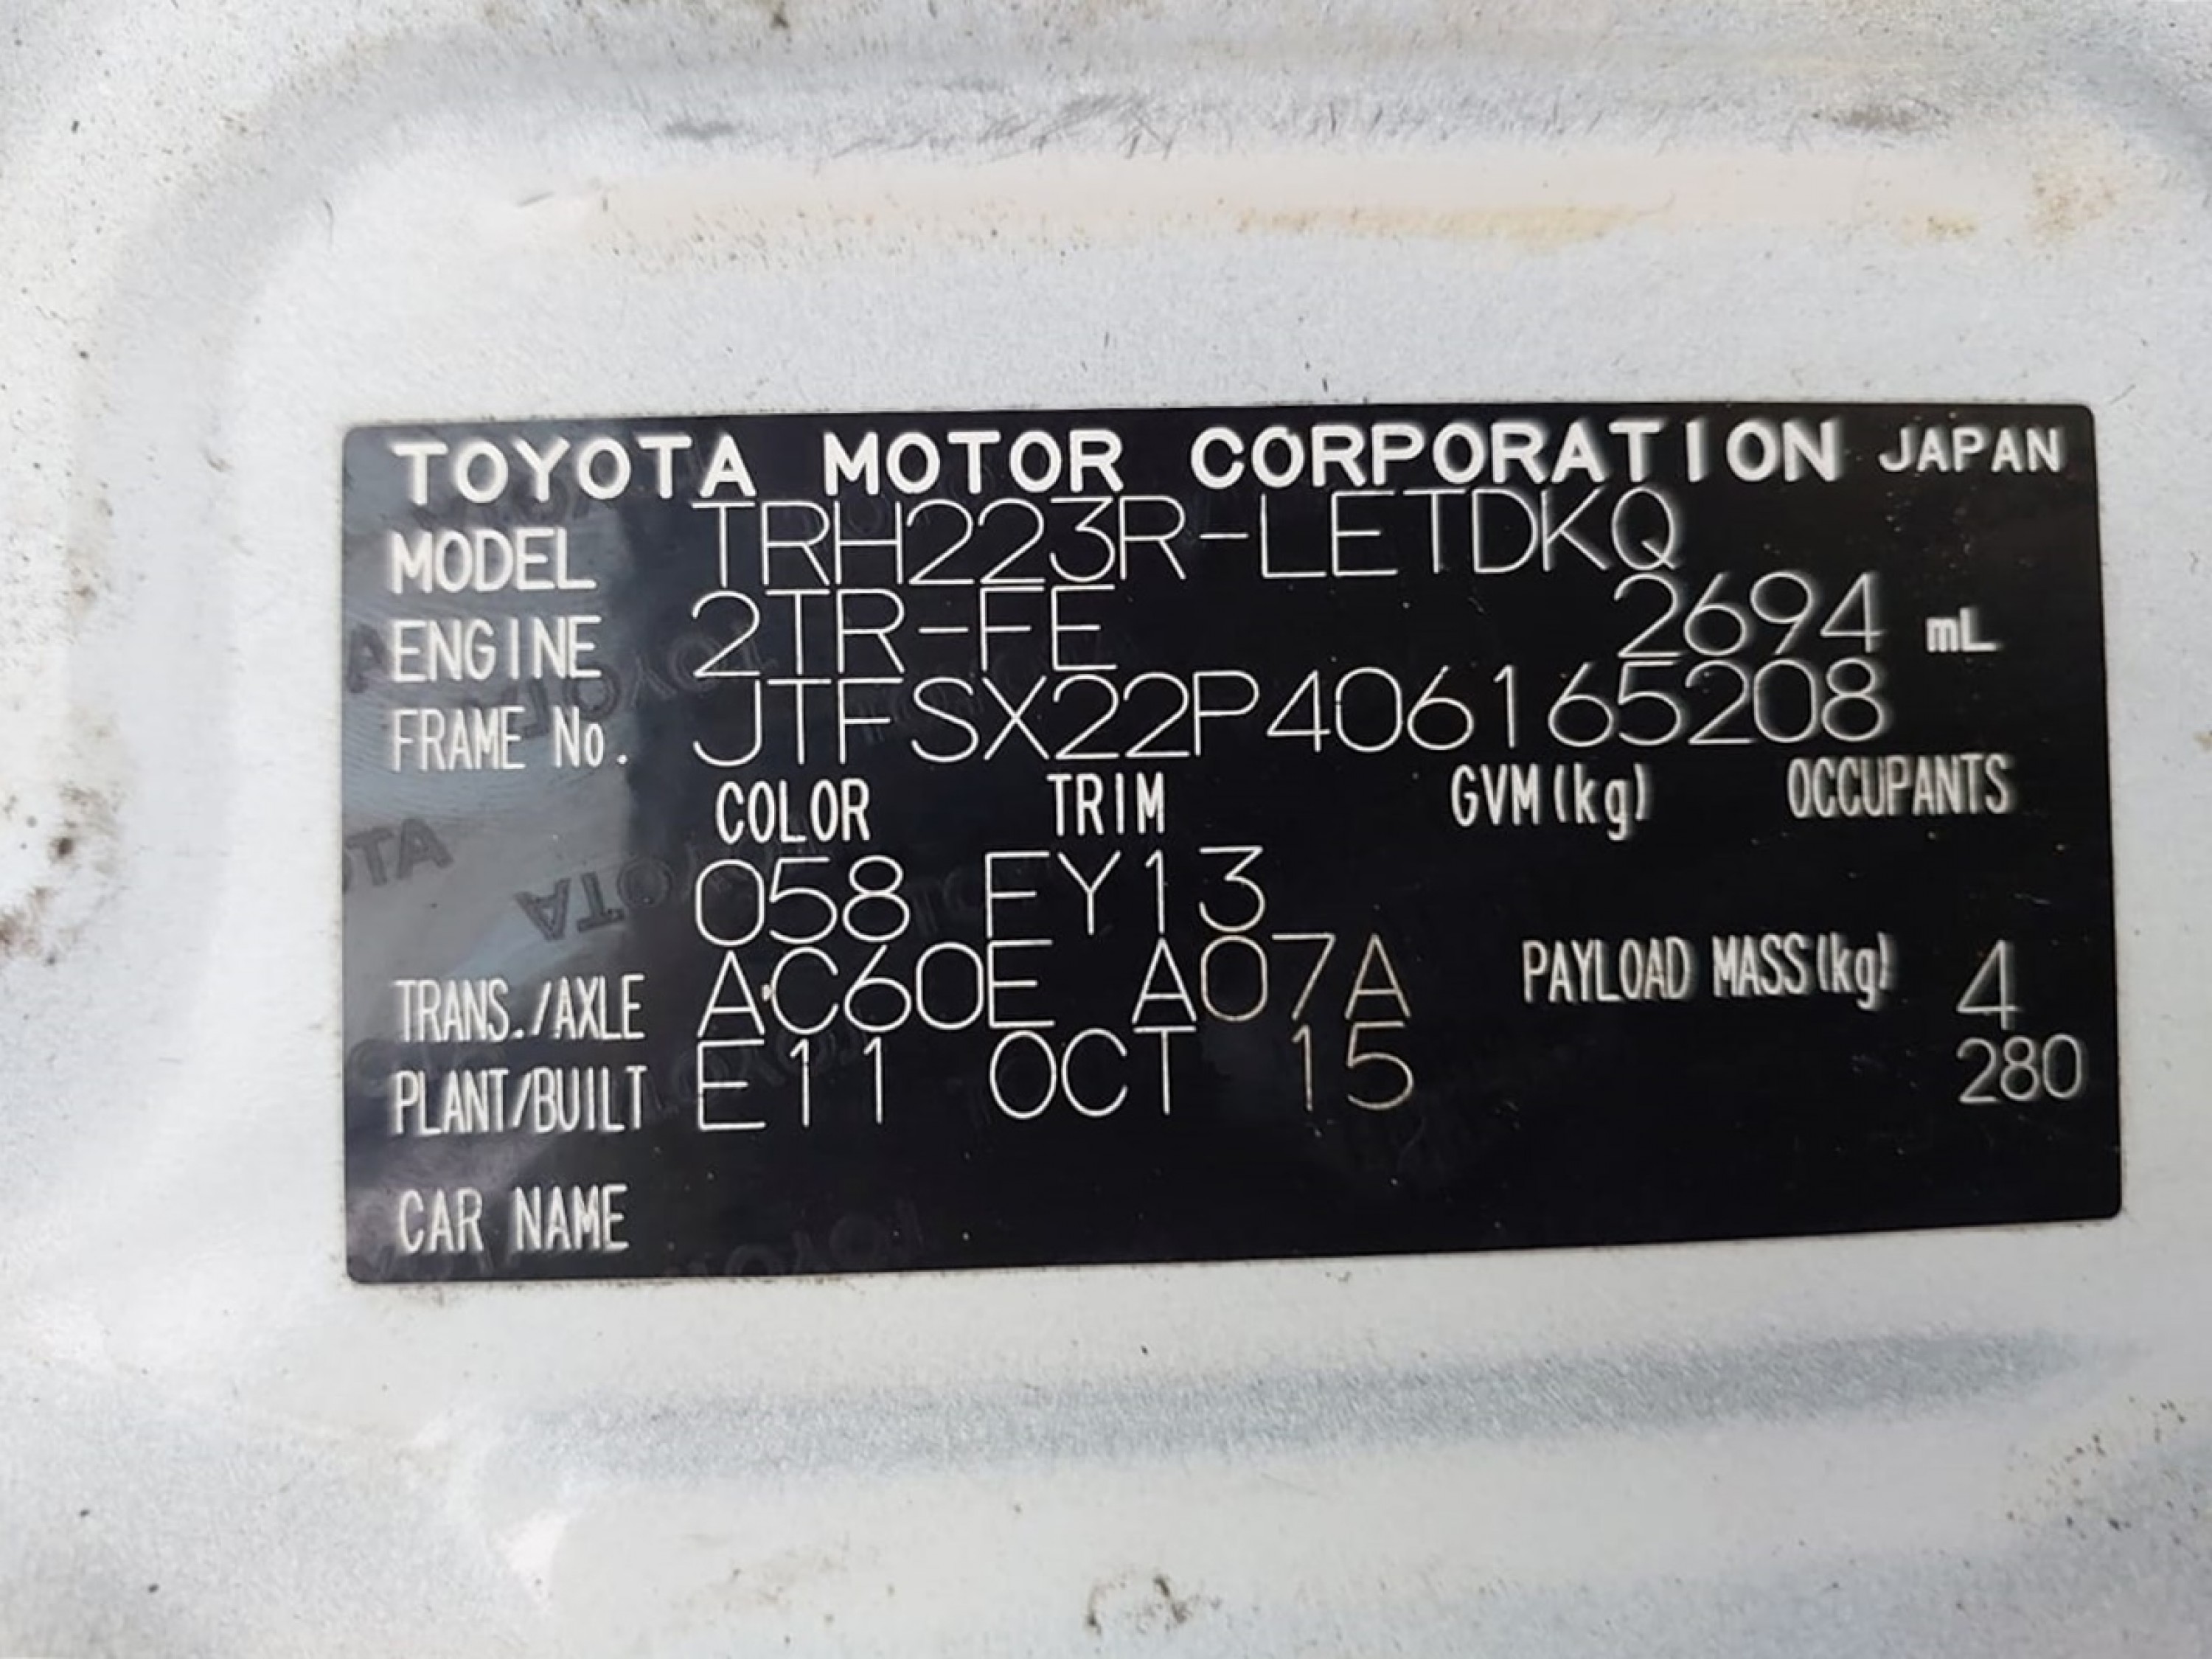 TOYOTA MOTOR CORPORATION JAPAN
MODEL TRH223R-LETDKQ
ENGINE 2TR-FE 2694 mL
FRAME No. JTFSX22P406165208
COLOR TRIM GVM(kg) OCCUPANTS
058 FY13
TRANS./AXLE AC60E A07A PAYLOAD MASS(kg) 4
PLANT/BUILT E11 OCT 15 280
CAR NAME